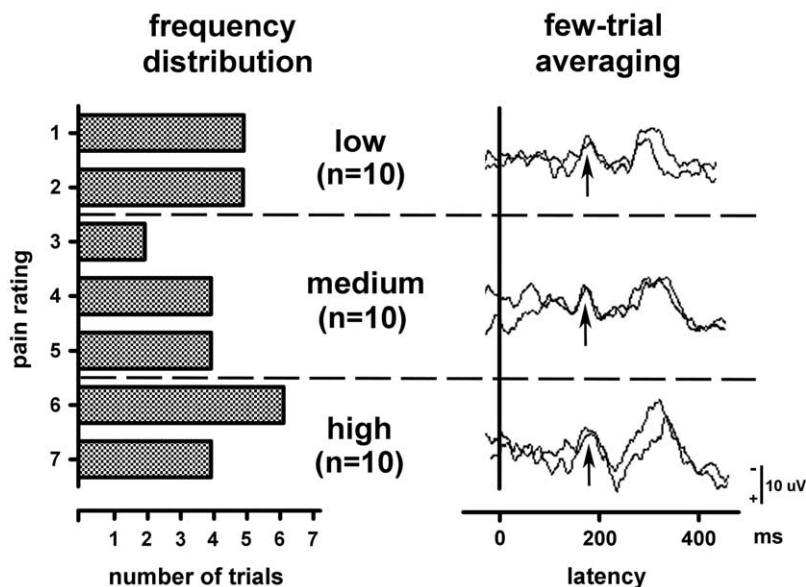 frequency
distribution
few-trial
averaging
pain rating
1
2
3
4
5
6
7
low
(n=10)
medium
(n=10)
high
(n=10)
-
+
10 uV
1 2 3 4 5 6 7
number of trials
0 200 400 ms
latency